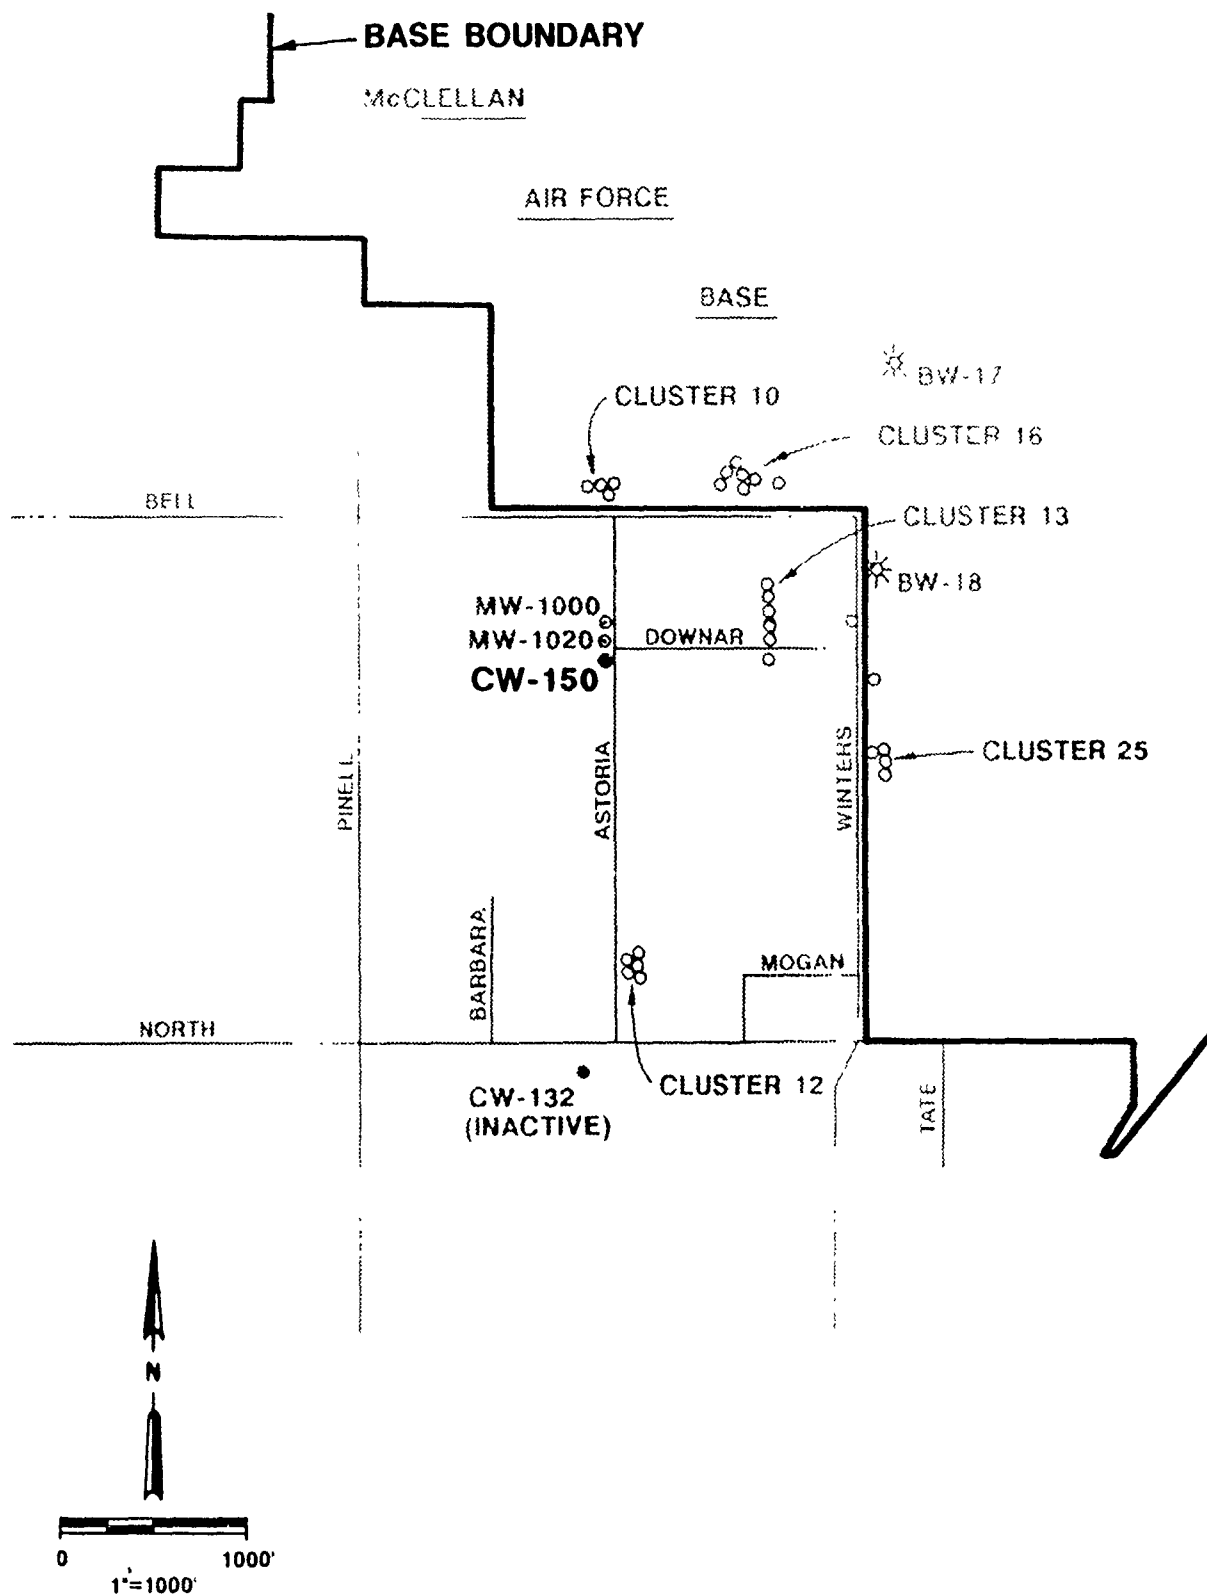 BASE BOUNDARY
McCLELLAN
AIR FORCE
BASE
BW-17
CLUSTER 10
CLUSTER 16
BELL
CLUSTER 13
BW-18
MW-1000
MW-1020
DOWNAR
CW-150
CLUSTER 25
PINELL
ASTORIA
WINTERS
BARBARA
MOGAN
NORTH
CLUSTER 12
CW-132
(INACTIVE)
TATE
N
0 1000'
1"=1000'